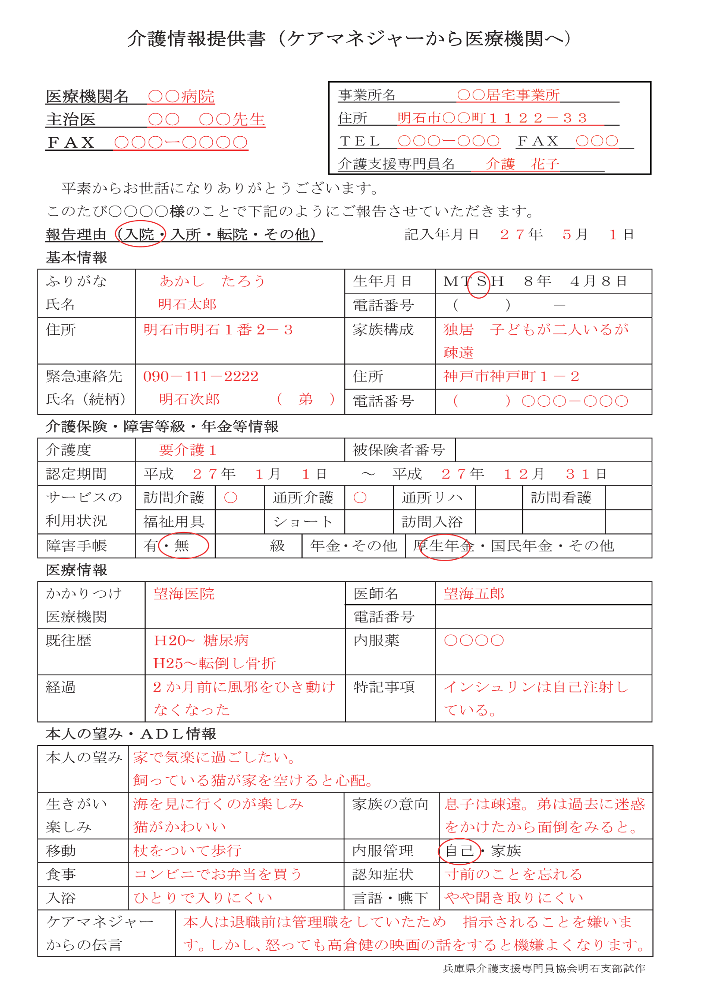 介護情報提供書（ケアマネジャーから医療機関へ）
医療機関名　〇〇病院
主治医　〇〇　〇〇先生
ＦＡＸ　〇〇〇ー〇〇〇〇
事業所名　〇〇居宅事業所
住所　明石市〇〇町１１２２－３３
ＴＥＬ　〇〇〇ー〇〇〇　ＦＡＸ　〇〇〇
介護支援専門員名　介護　花子
平素からお世話になりありがとうございます。
このたび〇〇〇〇様のことで下記のようにご報告させていただきます。
報告理由（入院・入所・転院・その他）　記入年月日　２７年　５月　１日
基本情報
ふりがな　あかし　たろう　生年月日　ＭＴＳＨ　８年　４月８日
氏名　明石太郎　電話番号　（　　　）　　－
住所　明石市明石１番２－３　家族構成　独居　子どもが二人いるが
疎遠
緊急連絡先　090－111－2222　住所　神戸市神戸町１－２
氏名（続柄）　明石次郎　（　弟　）　電話番号　（　　　）〇〇〇－〇〇〇
介護保険・障害等級・年金等情報
介護度　要介護１　被保険者番号
認定期間　平成　２７年　１月　１日　～　平成　２７年　１２月　３１日
サービスの　訪問介護　〇　通所介護　〇　通所リハ　訪問看護
利用状況　福祉用具　ショート　訪問入浴
障害手帳　有・無　級　年金・その他　厚生年金・国民年金・その他
医療情報
かかりつけ　望海医院　医師名　望海五郎
医療機関　電話番号
既往歴　H20~ 糖尿病　内服薬　〇〇〇〇
H25～転倒し骨折
経過　2 か月前に風邪をひき動け　特記事項　インシュリンは自己注射し
なくなった　ている。
本人の望み・ＡＤＬ情報
本人の望み　家で気楽に過ごしたい。
飼っている猫が家を空けると心配。
生きがい　海を見に行くのが楽しみ　家族の意向　息子は疎遠。弟は過去に迷惑
楽しみ　猫がかわいい　をかけたから面倒をみると。
移動　杖をついて歩行　内服管理　自己・家族
食事　コンビニでお弁当を買う　認知症状　寸前のことを忘れる
入浴　ひとりで入りにくい　言語・嚥下　やや聞き取りにくい
ケアマネジャー　本人は退職前は管理職をしていたため　指示されることを嫌いま
からの伝言　す。しかし、怒っても高倉健の映画の話をすると機嫌よくなります。
兵庫県介護支援専門員協会明石支部試作